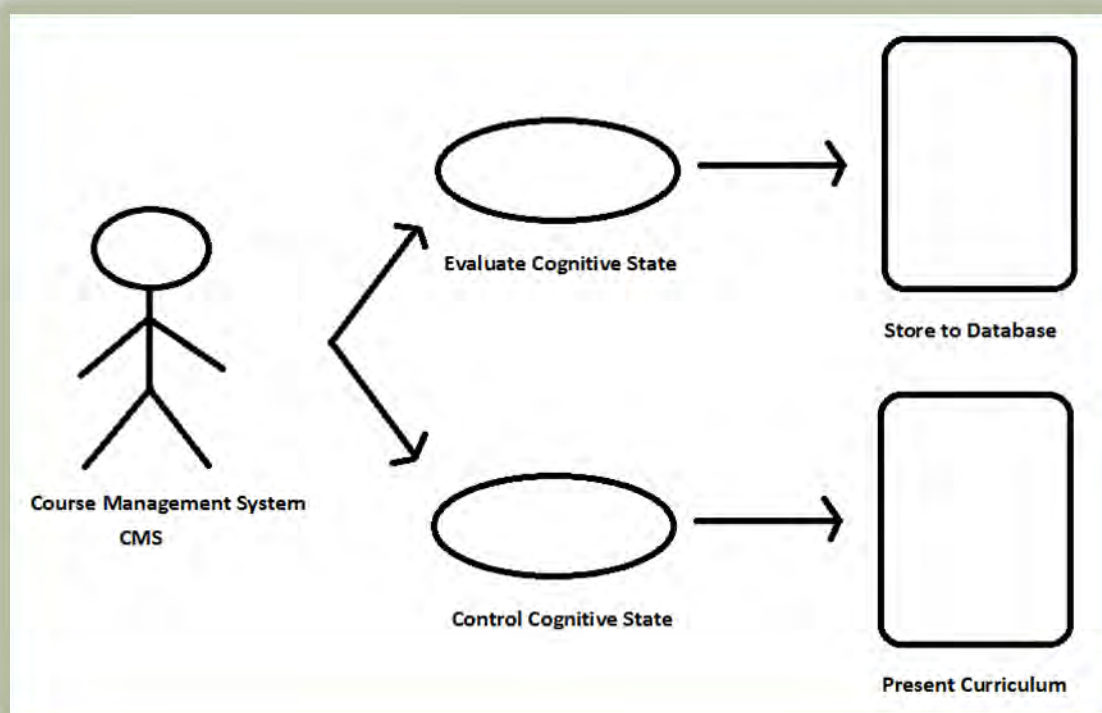 Evaluate Cognitive State
Store to Database
Course Management System
CMS
Control Cognitive State
Present Curriculum